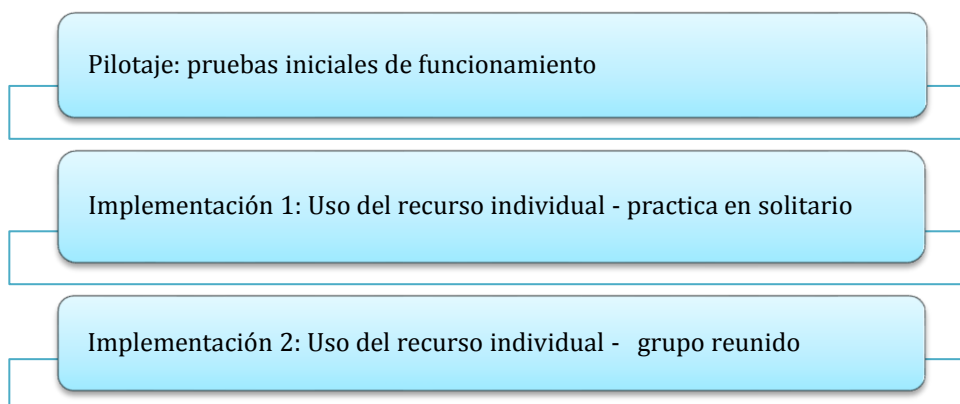 Pilotaje: pruebas iniciales de funcionamiento
Implementación 1: Uso del recurso individual - practica en solitario
Implementación 2: Uso del recurso individual - grupo reunido